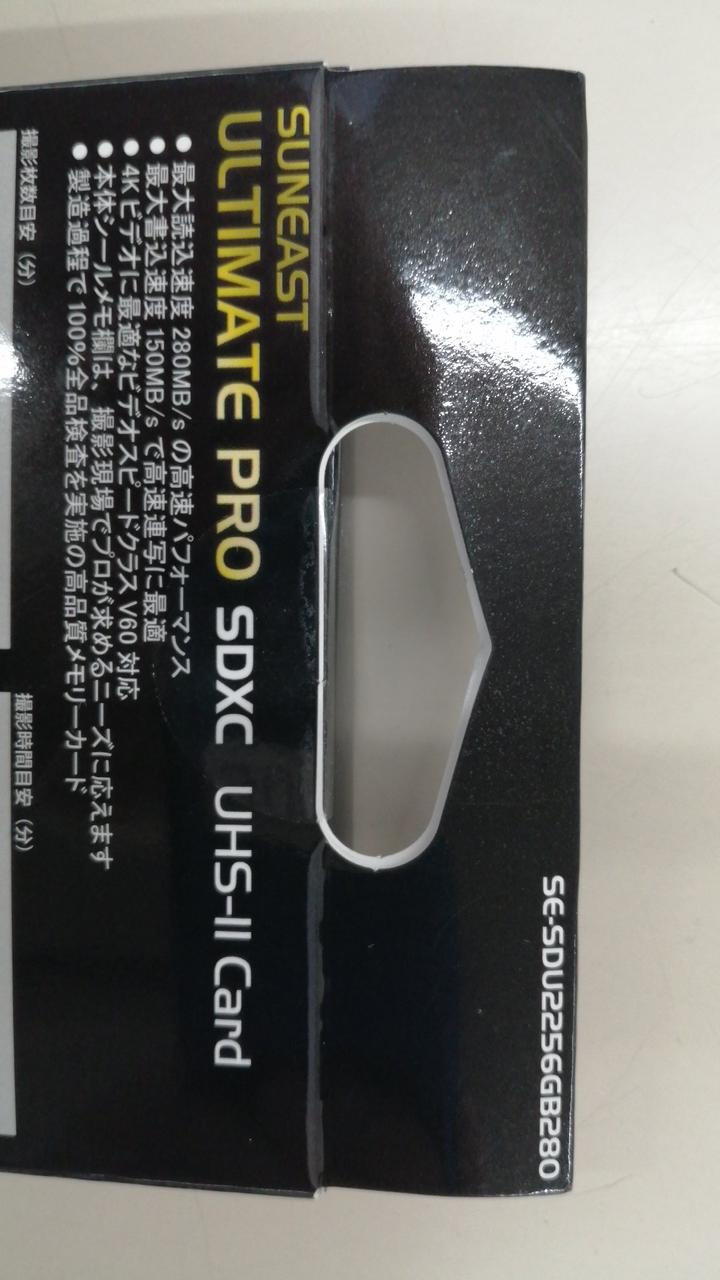 SE-SDU2256GB280
SUNEAST
ULTIMATE PRO SDXC UHS-II Card
●最大読込速度 280MB/s の高速パフォーマンス
●最大書込速度 150MB/s で高速連写に最適
●4Kビデオに最適なビデオスピードクラス V60 対応
●本体シールメモ欄は、撮影現場でプロが求めるニーズに応えます
●製造過程で 100%全品検査を実施の高品質メモリーカード
撮影枚数目安（分） 撮影時間目安（分）